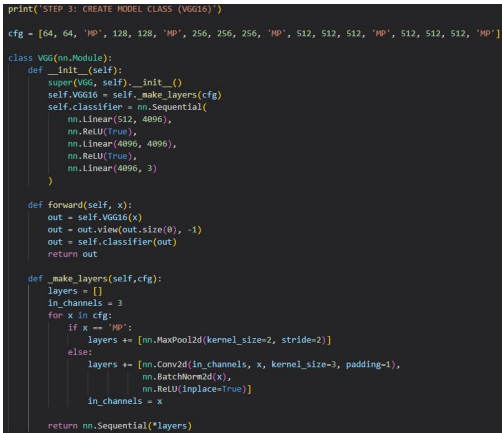 print('STEP 3: CREATE MODEL CLASS (VGG16)')
cfg = [64, 64, 'MP', 128, 128, 'MP', 256, 256, 256, 'MP', 512, 512, 512, 'MP', 512, 512, 512, 'MP']
class VGG(nn.Module):
def __init__(self):
super(VGG, self).__init__()
self.VGG16 = self._make_layers(cfg)
self.classifier = nn.Sequential(
nn.Linear(512, 4096),
nn.ReLU(True),
nn.Linear(4096, 4096),
nn.ReLU(True),
nn.Linear(4096, 3)
)
def forward(self, x):
out = self.VGG16(x)
out = out.view(out.size(0), -1)
out = self.classifier(out)
return out
def _make_layers(self,cfg):
layers = []
in_channels = 3
for x in cfg:
if x == 'MP':
layers += [nn.MaxPool2d(kernel_size=2, stride=2)]
else:
layers += [nn.Conv2d(in_channels, x, kernel_size=3, padding=1),
nn.BatchNorm2d(x),
nn.ReLU(inplace=True)]
in_channels = x
return nn.Sequential(*layers)